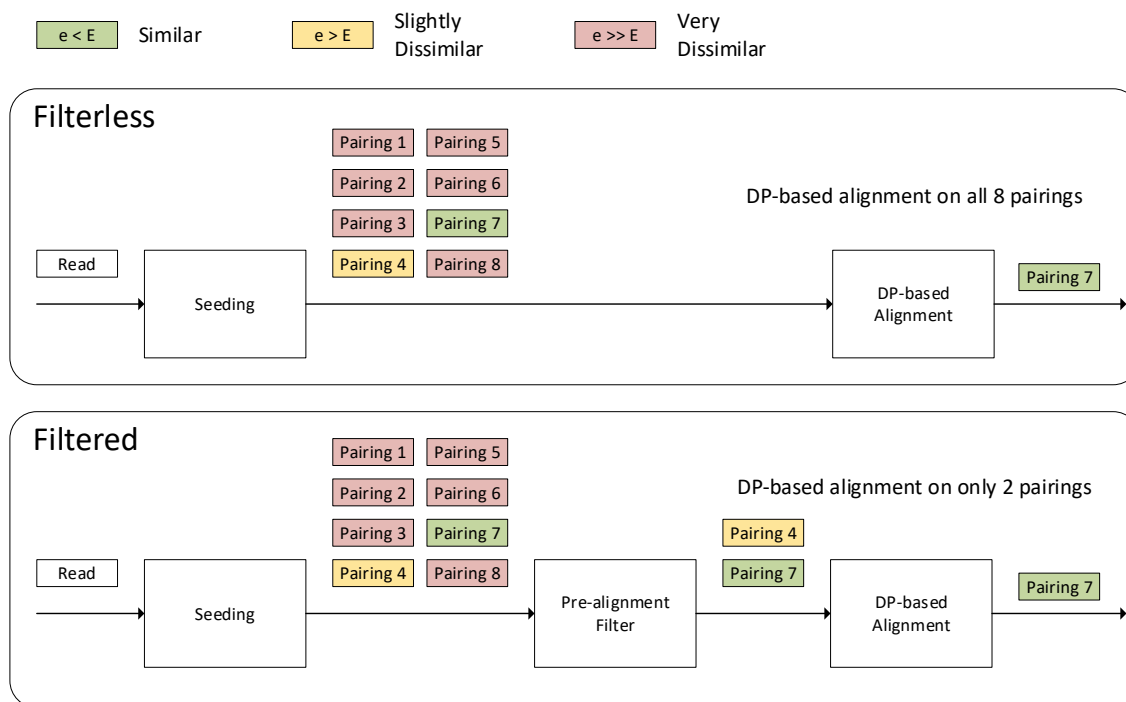 e < E
Similar
e > E
Slightly
Dissimilar
e >> E
Very
Dissimilar
Filterless
Pairing 1
Pairing 5
Pairing 2
Pairing 6
Pairing 3
Pairing 7
Pairing 4
Pairing 8
DP-based alignment on all 8 pairings
Read
Seeding
DP-based
Alignment
Pairing 7
Filtered
Pairing 1
Pairing 5
Pairing 2
Pairing 6
Pairing 3
Pairing 7
Pairing 4
Pairing 8
DP-based alignment on only 2 pairings
Read
Seeding
Pre-alignment
Filter
Pairing 4
Pairing 7
DP-based
Alignment
Pairing 7